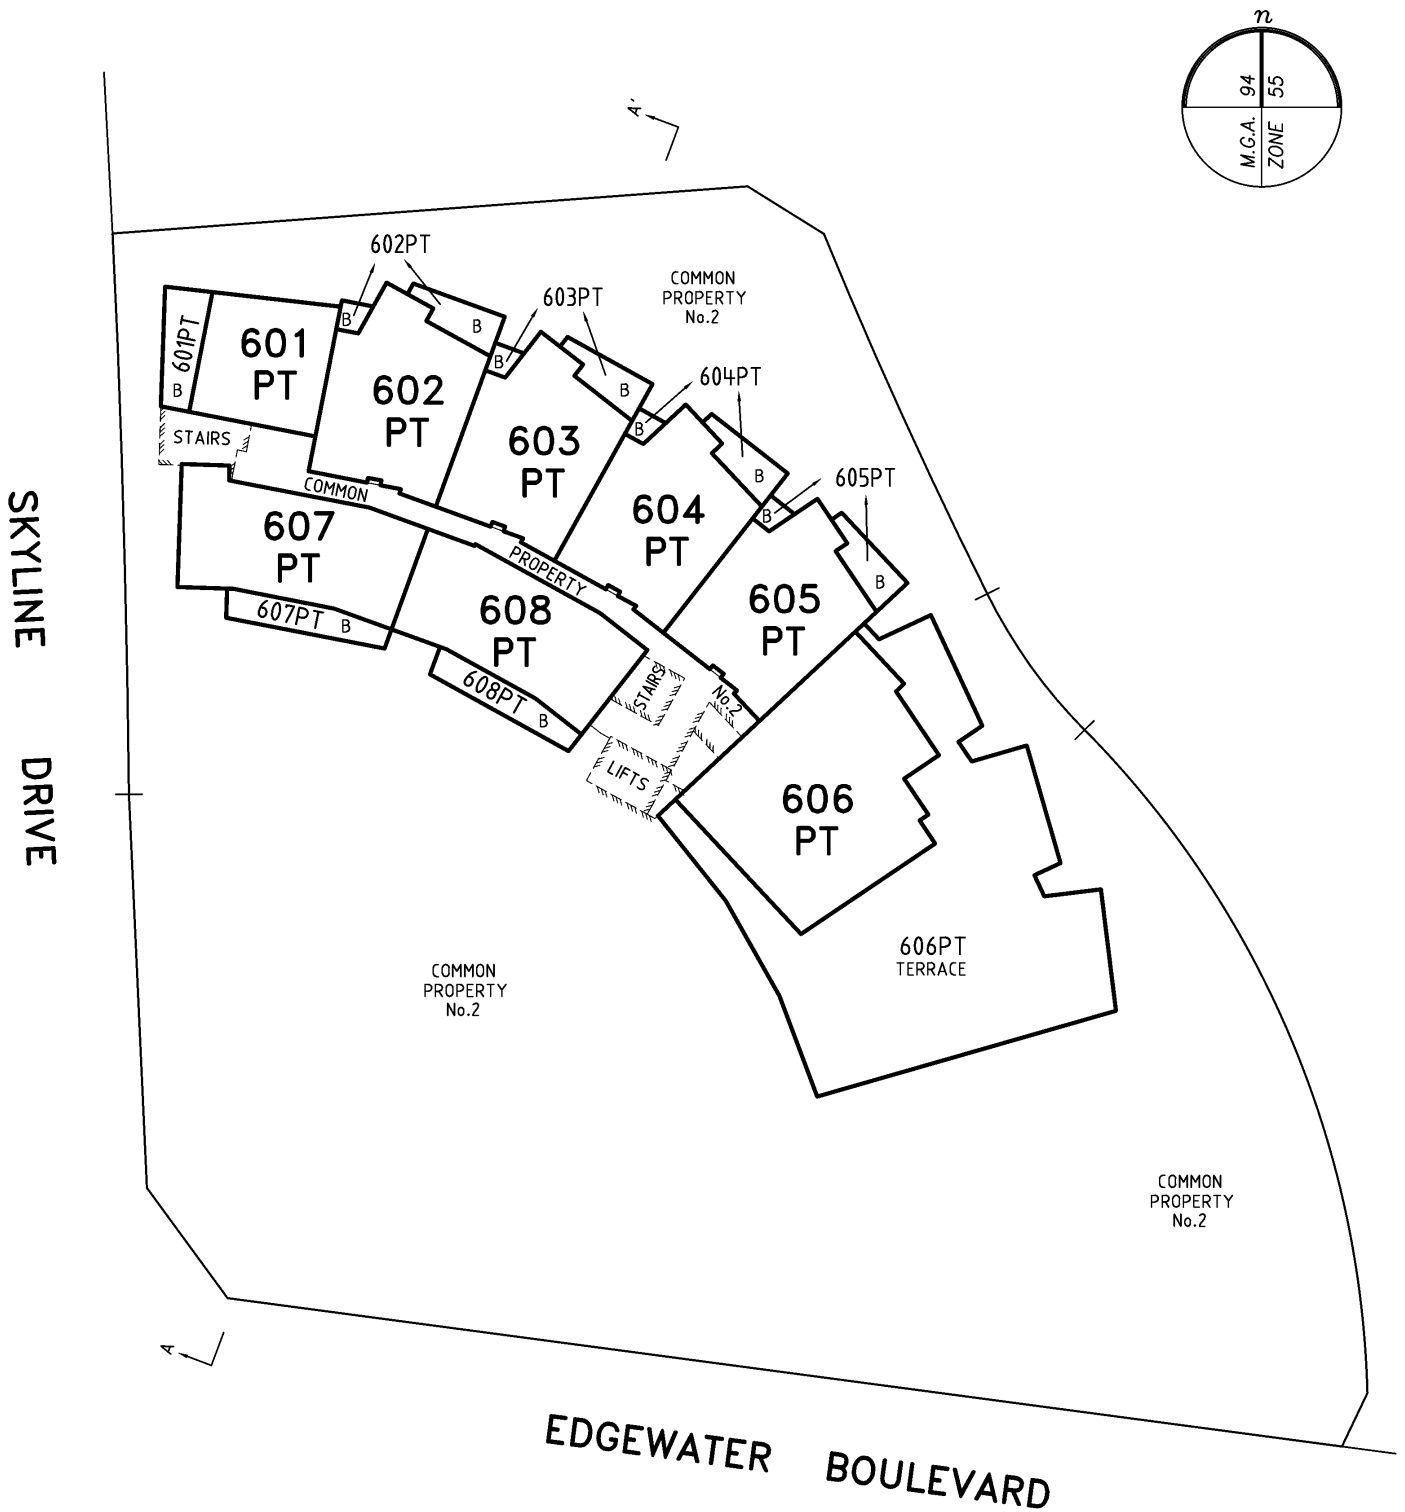 n
M.G.A. 94
ZONE 55
A'
602PT
603PT
COMMON
PROPERTY
No.2
604PT
605PT
601PT
B
601
PT
B
B
602
PT
B
B
603
PT
B
B
604
PT
B
B
605
PT
B
STAIRS
COMMON
PROPERTY
No.2
607
PT
607PT B
608
PT
608PT B
STAIRS
LIFTS
606
PT
606PT
TERRACE
COMMON
PROPERTY
No.2
COMMON
PROPERTY
No.2
SKYLINE DRIVE
A
EDGEWATER BOULEVARD